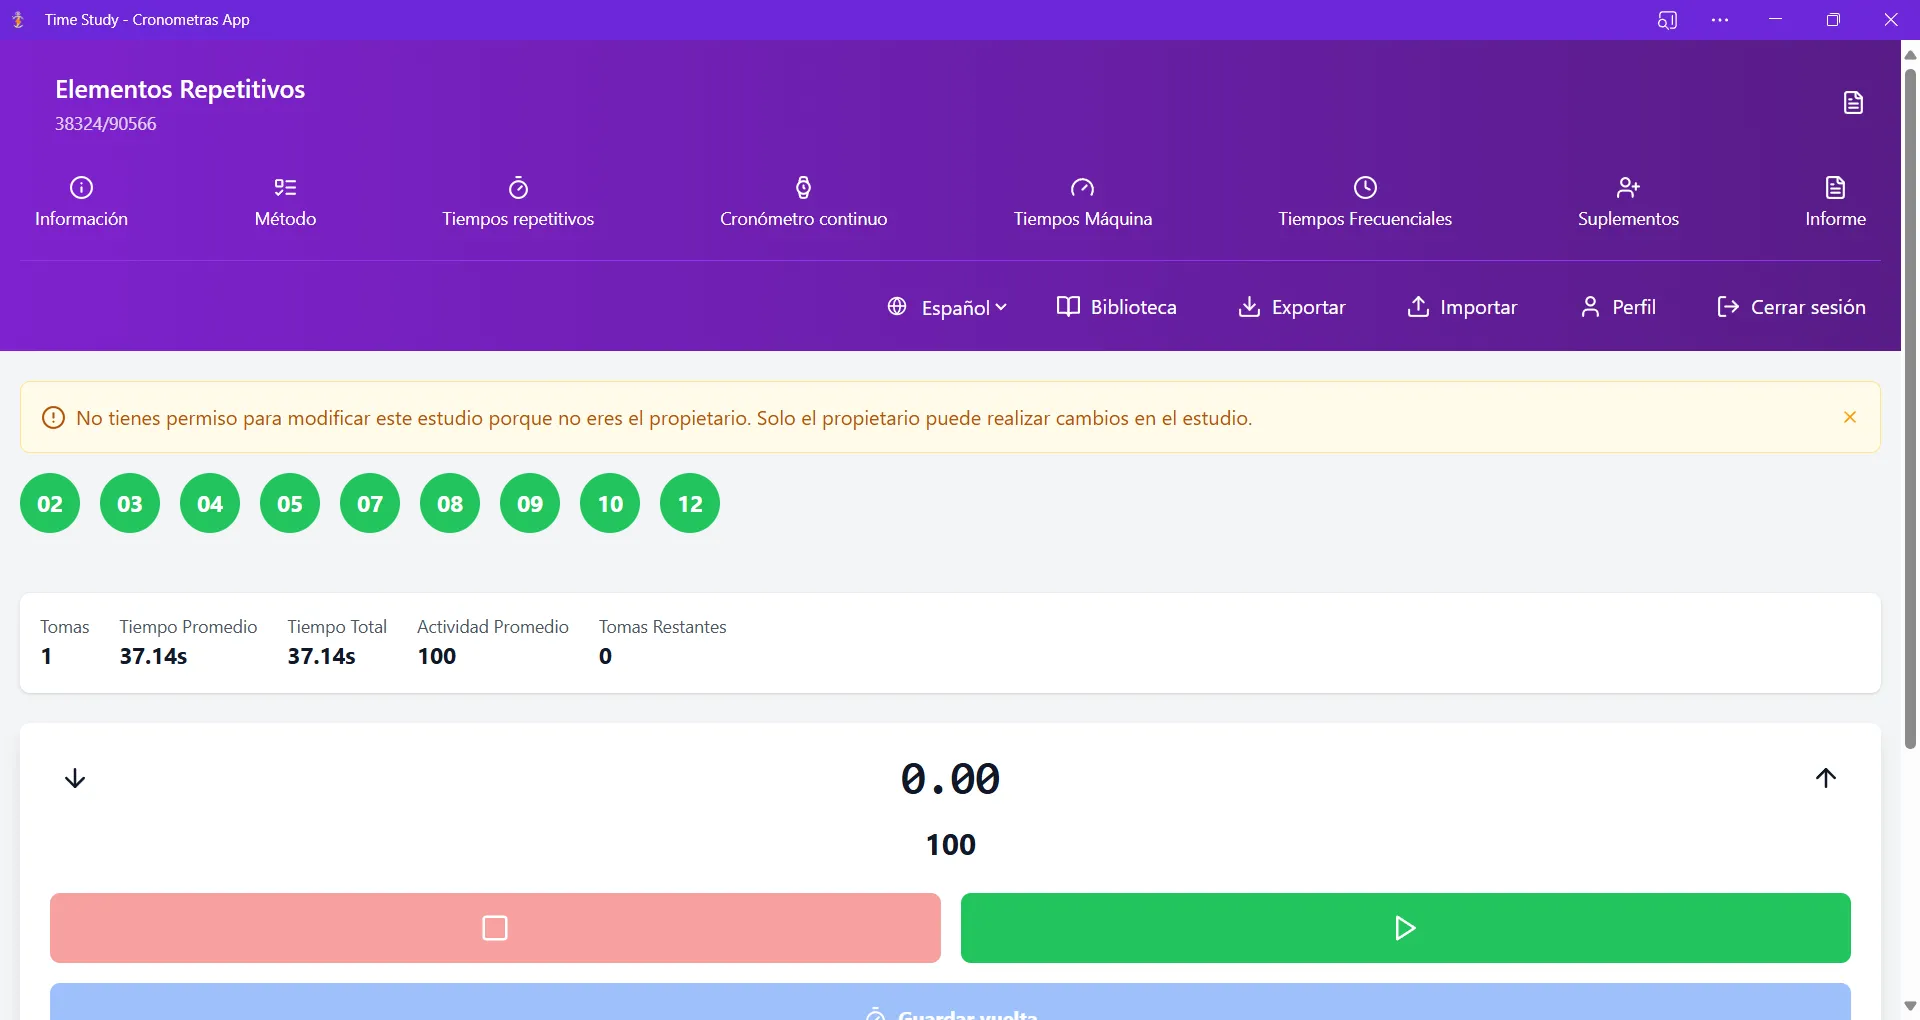 Time Study - Cronometras App
Elementos Repetitivos
38324/90566
Información
Método
Tiempos repetitivos
Cronómetro continuo
Tiempos Máquina
Tiempos Frecuenciales
Suplementos
Informe
Español
Biblioteca
Exportar
Importar
Perfil
Cerrar sesión
No tienes permiso para modificar este estudio porque no eres el propietario. Solo el propietario puede realizar cambios en el estudio.
02 03 04 05 07 08 09 10 12
Tomas
1
Tiempo Promedio
37.14s
Tiempo Total
37.14s
Actividad Promedio
100
Tomas Restantes
0
0.00
100
Guardar vuelta